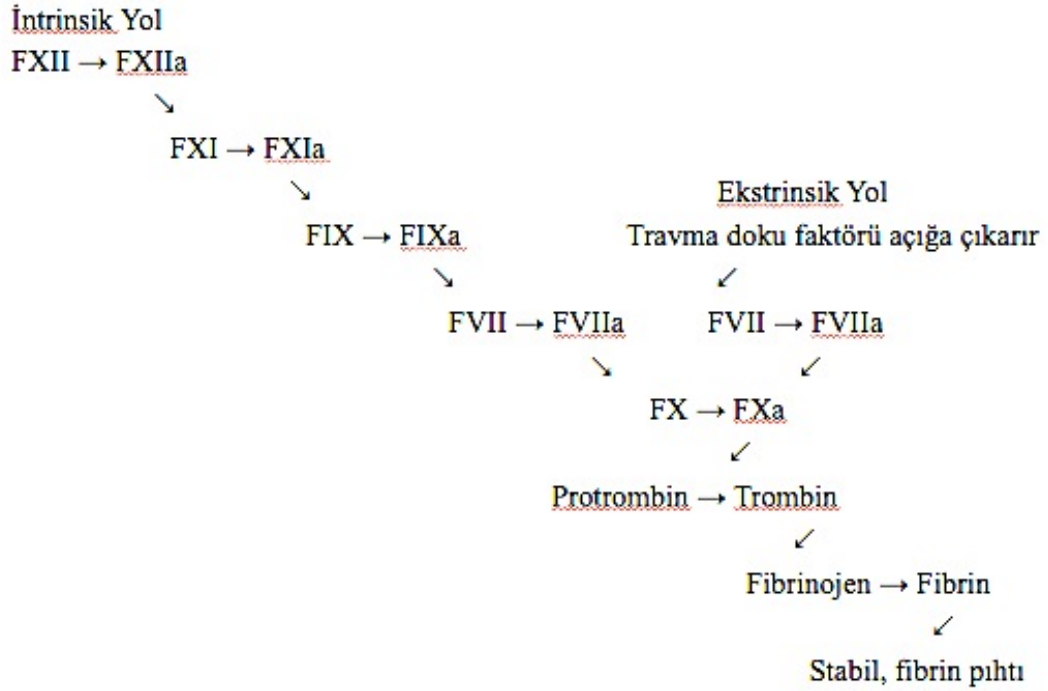 İntrinsik Yol
FXII → FXIIa
↘
FXI → FXIa
↘
Ekstrinsik Yol
FIX → FIXa Travma doku faktörü açığa çıkarır
↘ ↙
FVII → FVIIa FVII → FVIIa
↘ ↙
FX → FXa
↙
Protrombin → Trombin
↙
Fibrinojen → Fibrin
↙
Stabil, fibrin pıhtı